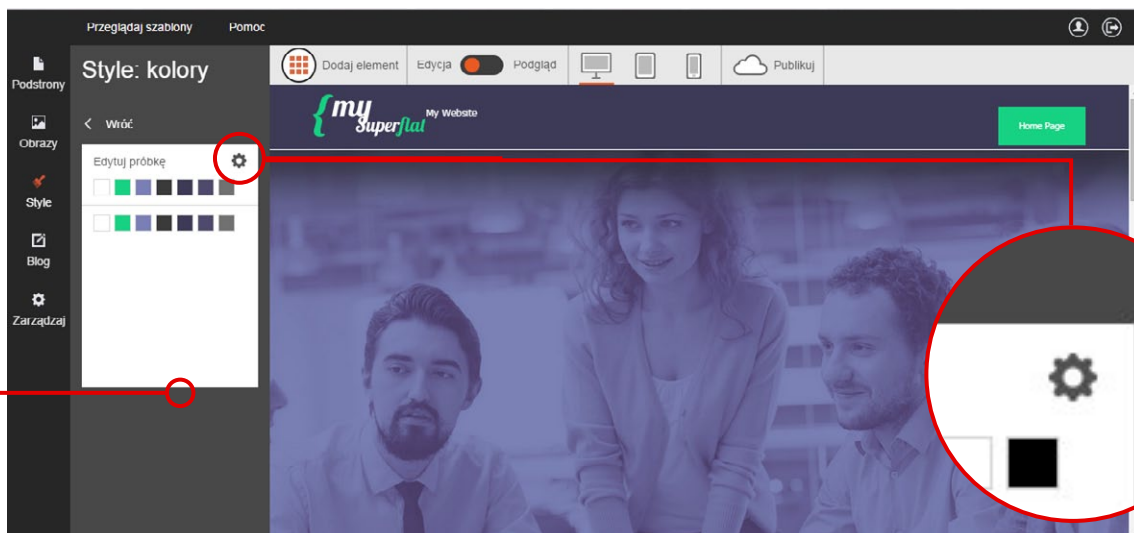 Przeglądaj szablony Pomoc
Podstrony
Obrazy
Style
Blog
Zarządzaj
Style: kolory
Wróć
Edytuj próbkę
Dodaj element Edycja Podgląd Publikuj
my
Superflat
My Website
Home Page